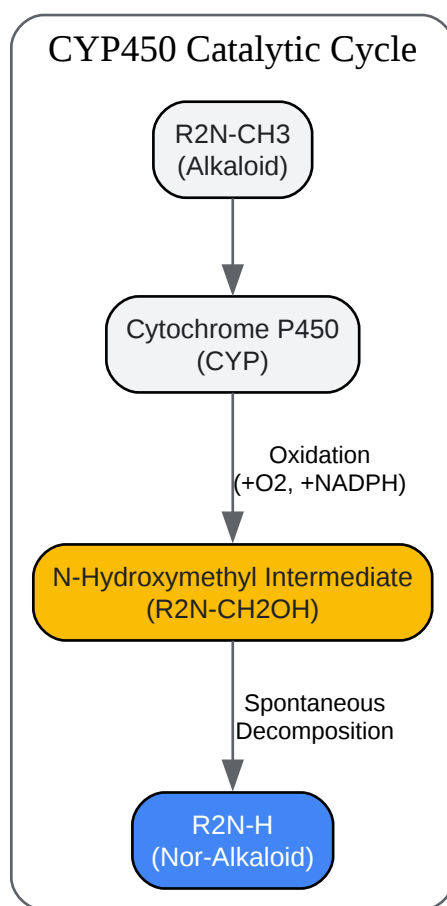 CYP450 Catalytic Cycle
R2N-CH3
(Alkaloid)
Cytochrome P450
(CYP)
Oxidation
(+O2, +NADPH)
N-Hydroxymethyl Intermediate
(R2N-CH2OH)
Spontaneous
Decomposition
R2N-H
(Nor-Alkaloid)